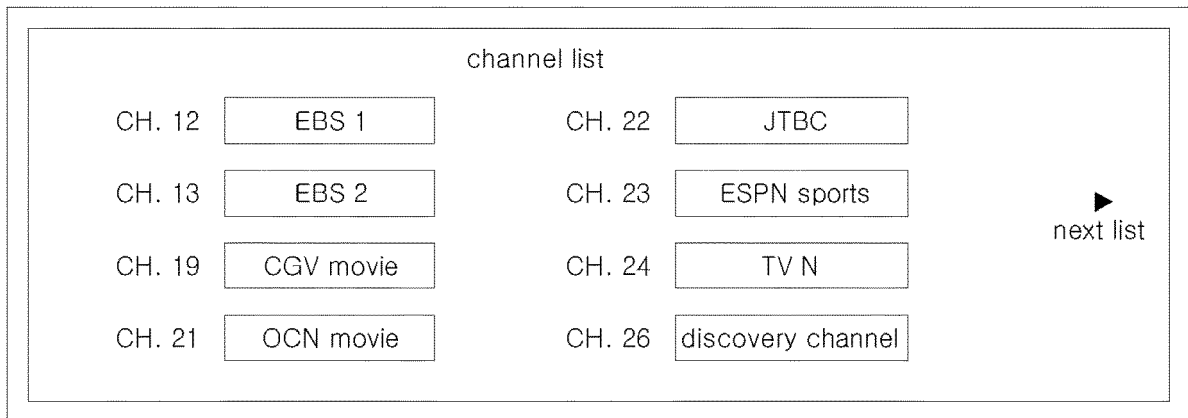 channel list
CH. 12 EBS 1 CH. 22 JTBC
CH. 13 EBS 2 CH. 23 ESPN sports
next list
CH. 19 CGV movie CH. 24 TV N
CH. 21 OCN movie CH. 26 discovery channel